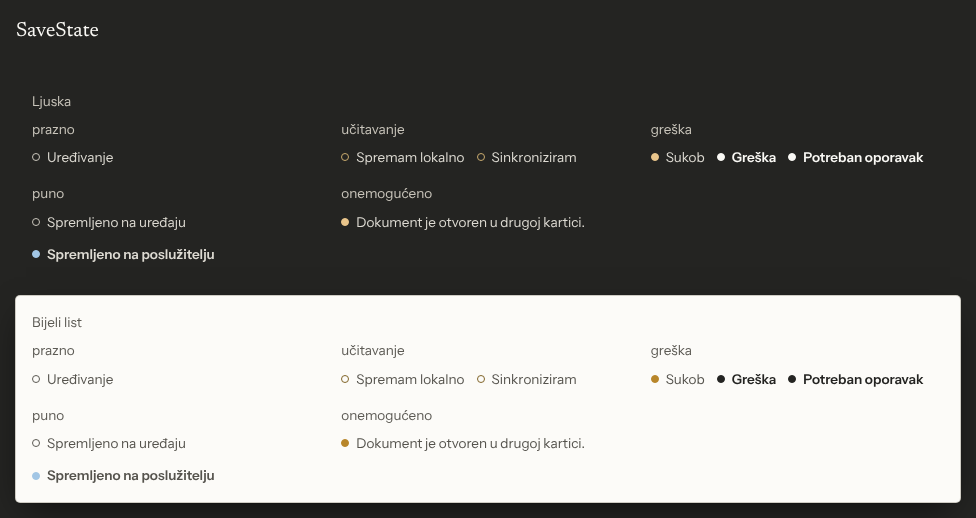 SaveState
Ljuska
prazno učitavanje greška
Uređivanje Spremam lokalno Sinkroniziram Sukob Greška Potreban oporavak
puno onemogućeno
Spremljeno na uređaju Dokument je otvoren u drugoj kartici.
Spremljeno na poslužitelju
Bijeli list
prazno učitavanje greška
Uređivanje Spremam lokalno Sinkroniziram Sukob Greška Potreban oporavak
puno onemogućeno
Spremljeno na uređaju Dokument je otvoren u drugoj kartici.
Spremljeno na poslužitelju